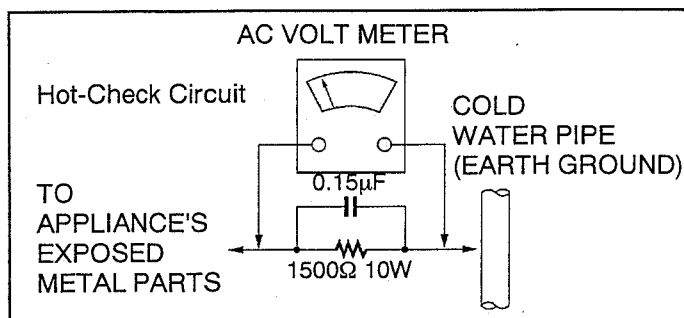 AC VOLT METER
Hot-Check Circuit
COLD
WATER PIPE
(EARTH GROUND)
0.15μF
TO
APPLIANCE'S
EXPOSED
METAL PARTS
1500Ω 10W